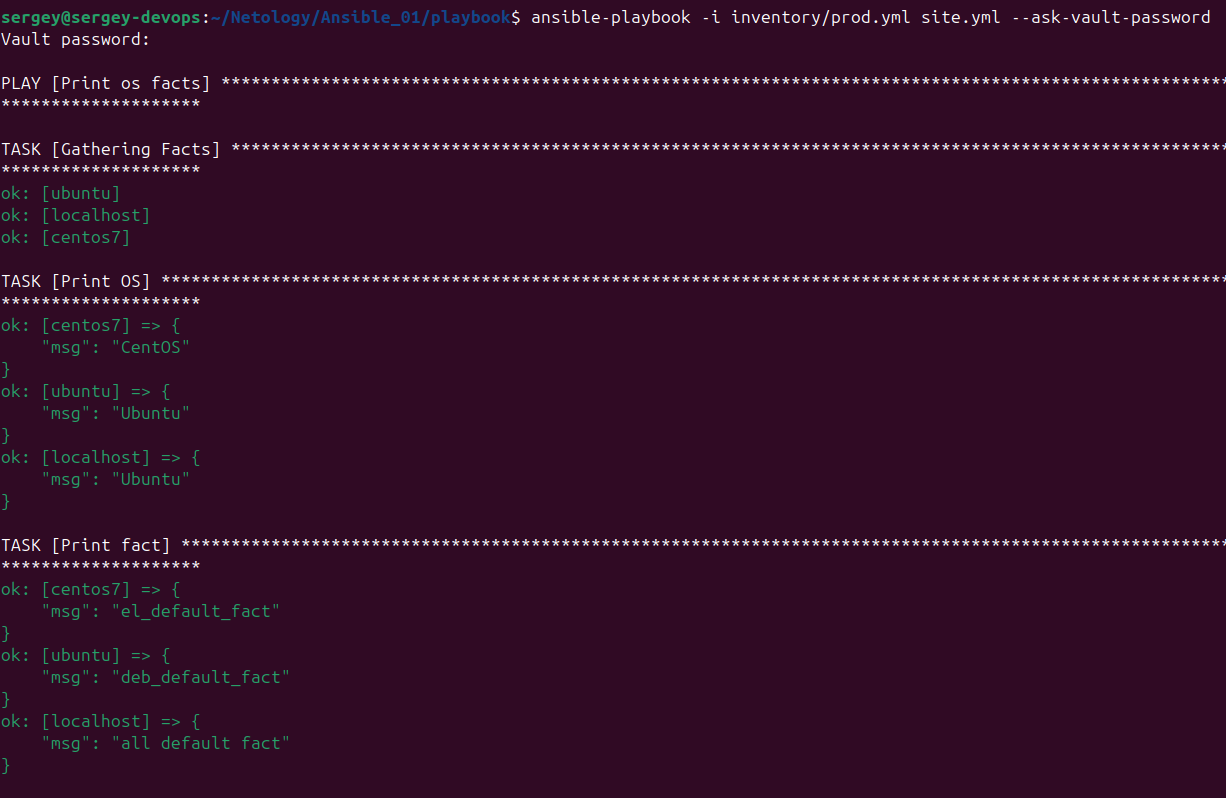 sergey@sergey-devops:~/Netology/Ansible_01/playbook$ ansible-playbook -i inventory/prod.yml site.yml --ask-vault-password
Vault password:
PLAY [Print os facts] *****************************************************************************************************
********************
TASK [Gathering Facts] ****************************************************************************************************
********************
ok: [ubuntu]
ok: [localhost]
ok: [centos7]
TASK [Print OS] ***********************************************************************************************************
********************
ok: [centos7] => {
    "msg": "CentOS"
}
ok: [ubuntu] => {
    "msg": "Ubuntu"
}
ok: [localhost] => {
    "msg": "Ubuntu"
}
TASK [Print fact] *********************************************************************************************************
********************
ok: [centos7] => {
    "msg": "el_default_fact"
}
ok: [ubuntu] => {
    "msg": "deb_default_fact"
}
ok: [localhost] => {
    "msg": "all default fact"
}